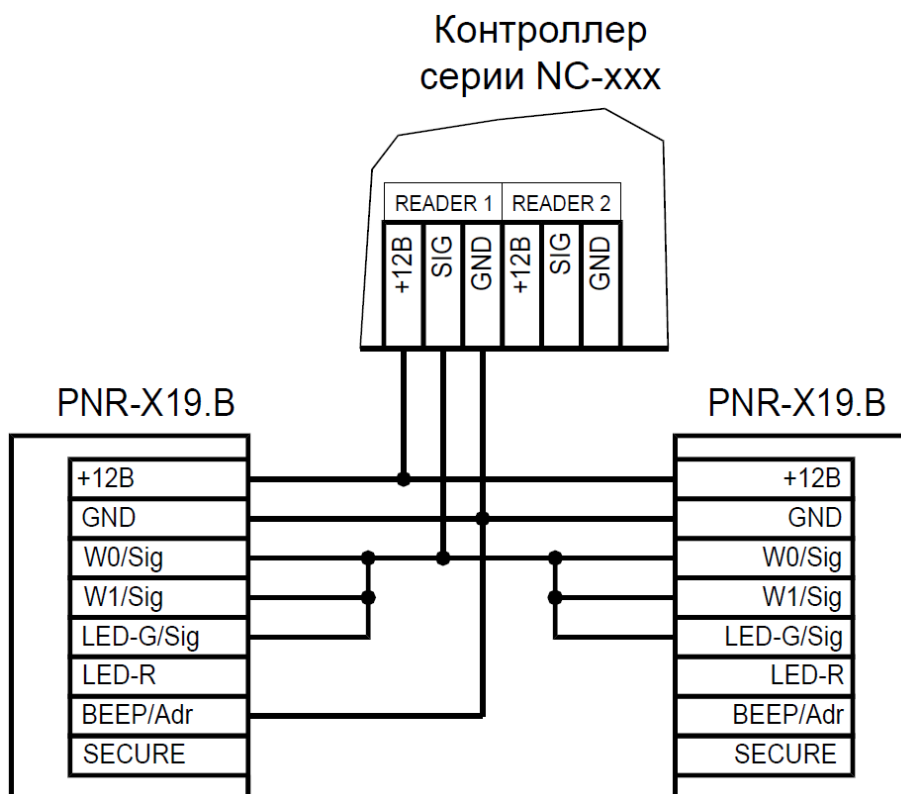 Контроллер
серии NC-xxx
READER 1 READER 2
+12В SIG GND +12В SIG GND
PNR-X19.B PNR-X19.B
+12В +12В
GND GND
W0/Sig W0/Sig
W1/Sig W1/Sig
LED-G/Sig LED-G/Sig
LED-R LED-R
BEEP/Adr BEEP/Adr
SECURE SECURE